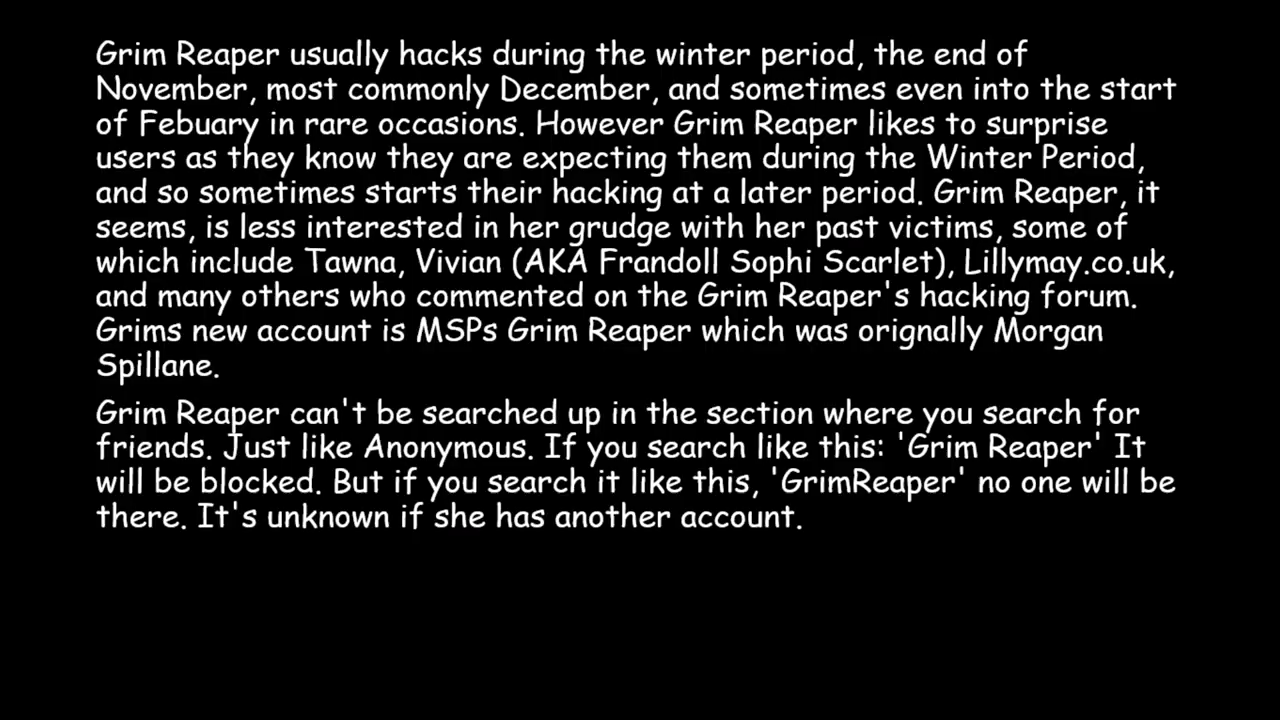 Grim Reaper usually hacks during the winter period, the end of
November, most commonly December, and sometimes even into the start
of Febuary in rare occasions. However Grim Reaper likes to surprise
users as they know they are expecting them during the Winter Period,
and so sometimes starts their hacking at a later period. Grim Reaper, it
seems, is less interested in her grudge with her past victims, some of
which include Tawna, Vivian (AKA Frandoll Sophi Scarlet), Lillymay.co.uk,
and many others who commented on the Grim Reaper's hacking forum.
Grims new account is MSPs Grim Reaper which was orignally Morgan
Spillane.
Grim Reaper can't be searched up in the section where you search for
friends. Just like Anonymous. If you search like this: 'Grim Reaper' It
will be blocked. But if you search it like this, 'GrimReaper' no one will be
there. It's unknown if she has another account.